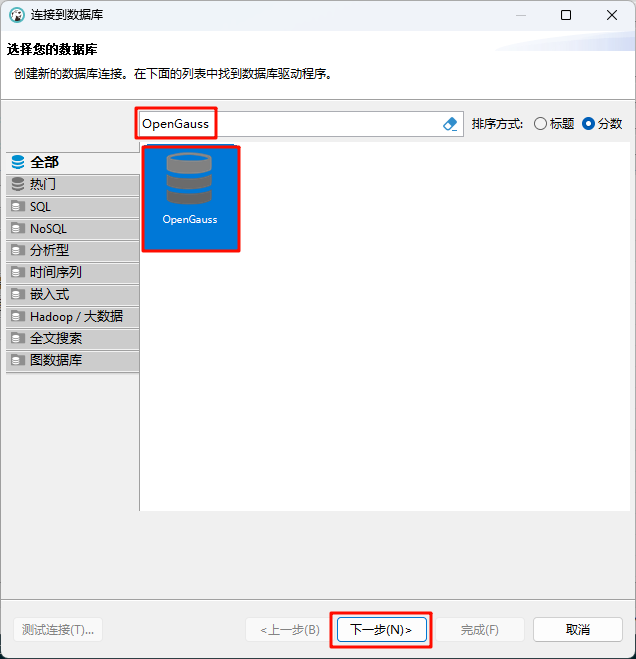 连接到数据库
选择您的数据库
创建新的数据库连接。在下面的列表中找到数据库驱动程序。
OpenGauss
排序方式: 标题 分数
全部
热门
SQL
NoSQL
分析型
时间序列
嵌入式
Hadoop / 大数据
全文搜索
图数据库
OpenGauss
测试连接(T)... <上一步(B) 下一步(N)> 完成(F) 取消